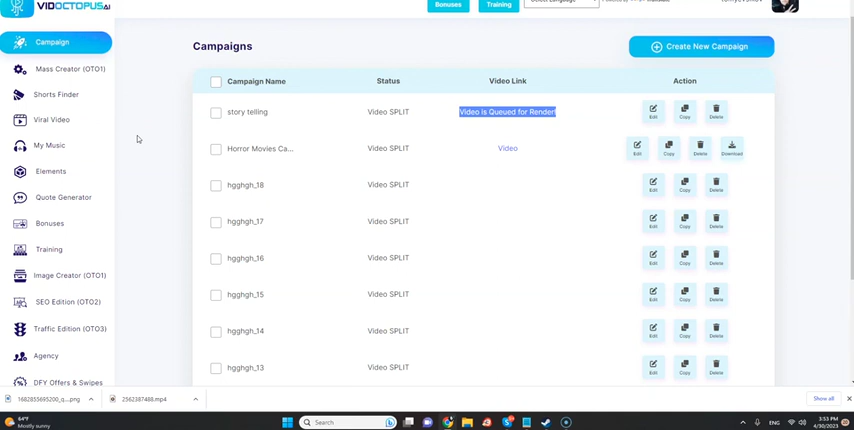 VIDOCTOPUS AI
Bonuses
Training
Select Language
Campaign
Mass Creator (OTO1)
Shorts Finder
Viral Video
My Music
Elements
Quote Generator
Bonuses
Training
Image Creator (OTO1)
SEO Edition (OTO2)
Traffic Edition (OTO3)
Agency
DFY Offers & Swipes
Campaigns
Create New Campaign
Campaign Name Status Video Link Action
story telling Video SPLIT Video is Queued for Render! Edit Copy Delete
Horror Movies Ca... Video SPLIT Video Edit Copy Delete Download
hgghgh_18 Video SPLIT Edit Copy Delete
hgghgh_17 Video SPLIT Edit Copy Delete
hgghgh_16 Video SPLIT Edit Copy Delete
hgghgh_15 Video SPLIT Edit Copy Delete
hgghgh_14 Video SPLIT Edit Copy Delete
hgghgh_13 Video SPLIT Edit Copy Delete
1682855695200_q....png
2562387488.mp4
Show all
64°F
Mostly sunny
Search
ENG
3:53 PM
4/30/2023